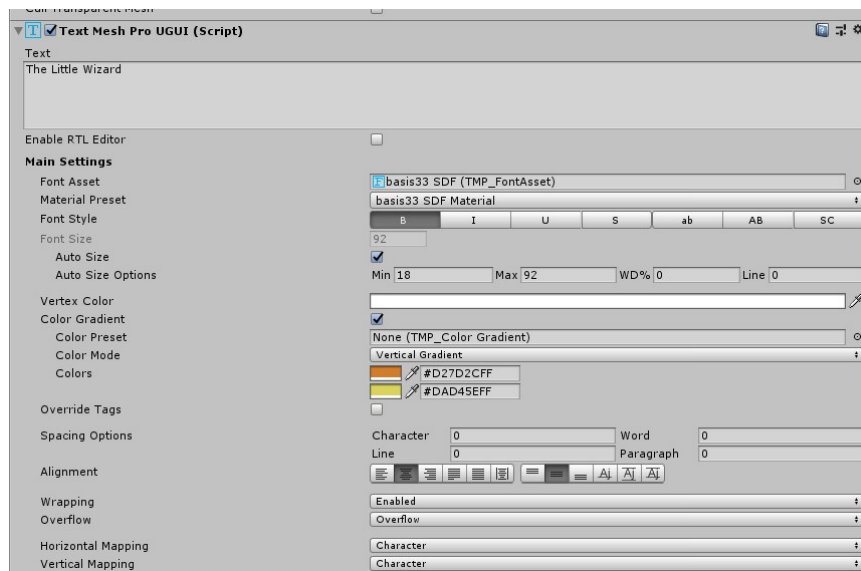 Cull Transparent Mesh
Text Mesh Pro UGUI (Script)
Text
The Little Wizard
Enable RTL Editor
Main Settings
Font Asset basis33 SDF (TMP_FontAsset)
Material Preset basis33 SDF Material
Font Style B I U S ab AB SC
Font Size 92
Auto Size
Auto Size Options Min 18 Max 92 WD% 0 Line 0
Vertex Color
Color Gradient
Color Preset None (TMP_Color Gradient)
Color Mode Vertical Gradient
Colors #D27D2CFF
#DAD45EFF
Override Tags
Spacing Options Character 0 Word 0
Line 0 Paragraph 0
Alignment
Wrapping Enabled
Overflow Overflow
Horizontal Mapping Character
Vertical Mapping Character